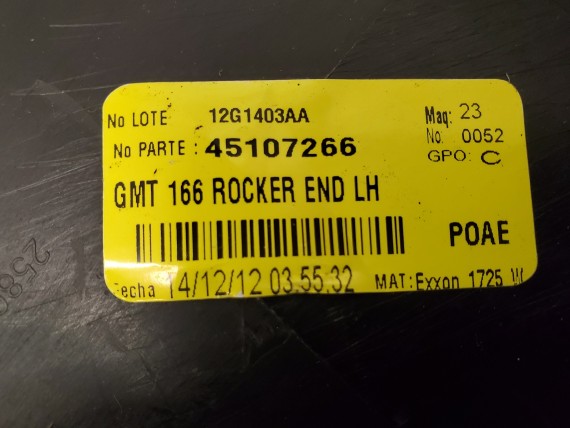 No LOTE 12G1403AA Maq: 23
No PARTE : 45107266 No. 0052
GPO: C
GMT 166 ROCKER END LH
POAE
Fecha 14/12/12 03.55.32 MAT: Exxon 1725